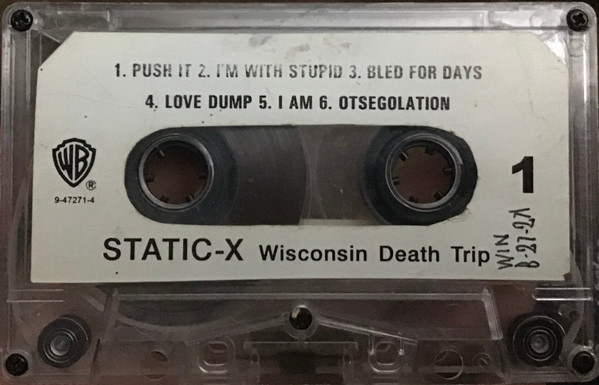 1. PUSH IT 2. I'M WITH STUPID 3. BLED FOR DAYS
4. LOVE DUMP 5. I AM 6. OTSEGOLATION
WB
®
9-47271-4
1
STATIC-X Wisconsin Death Trip
WIN